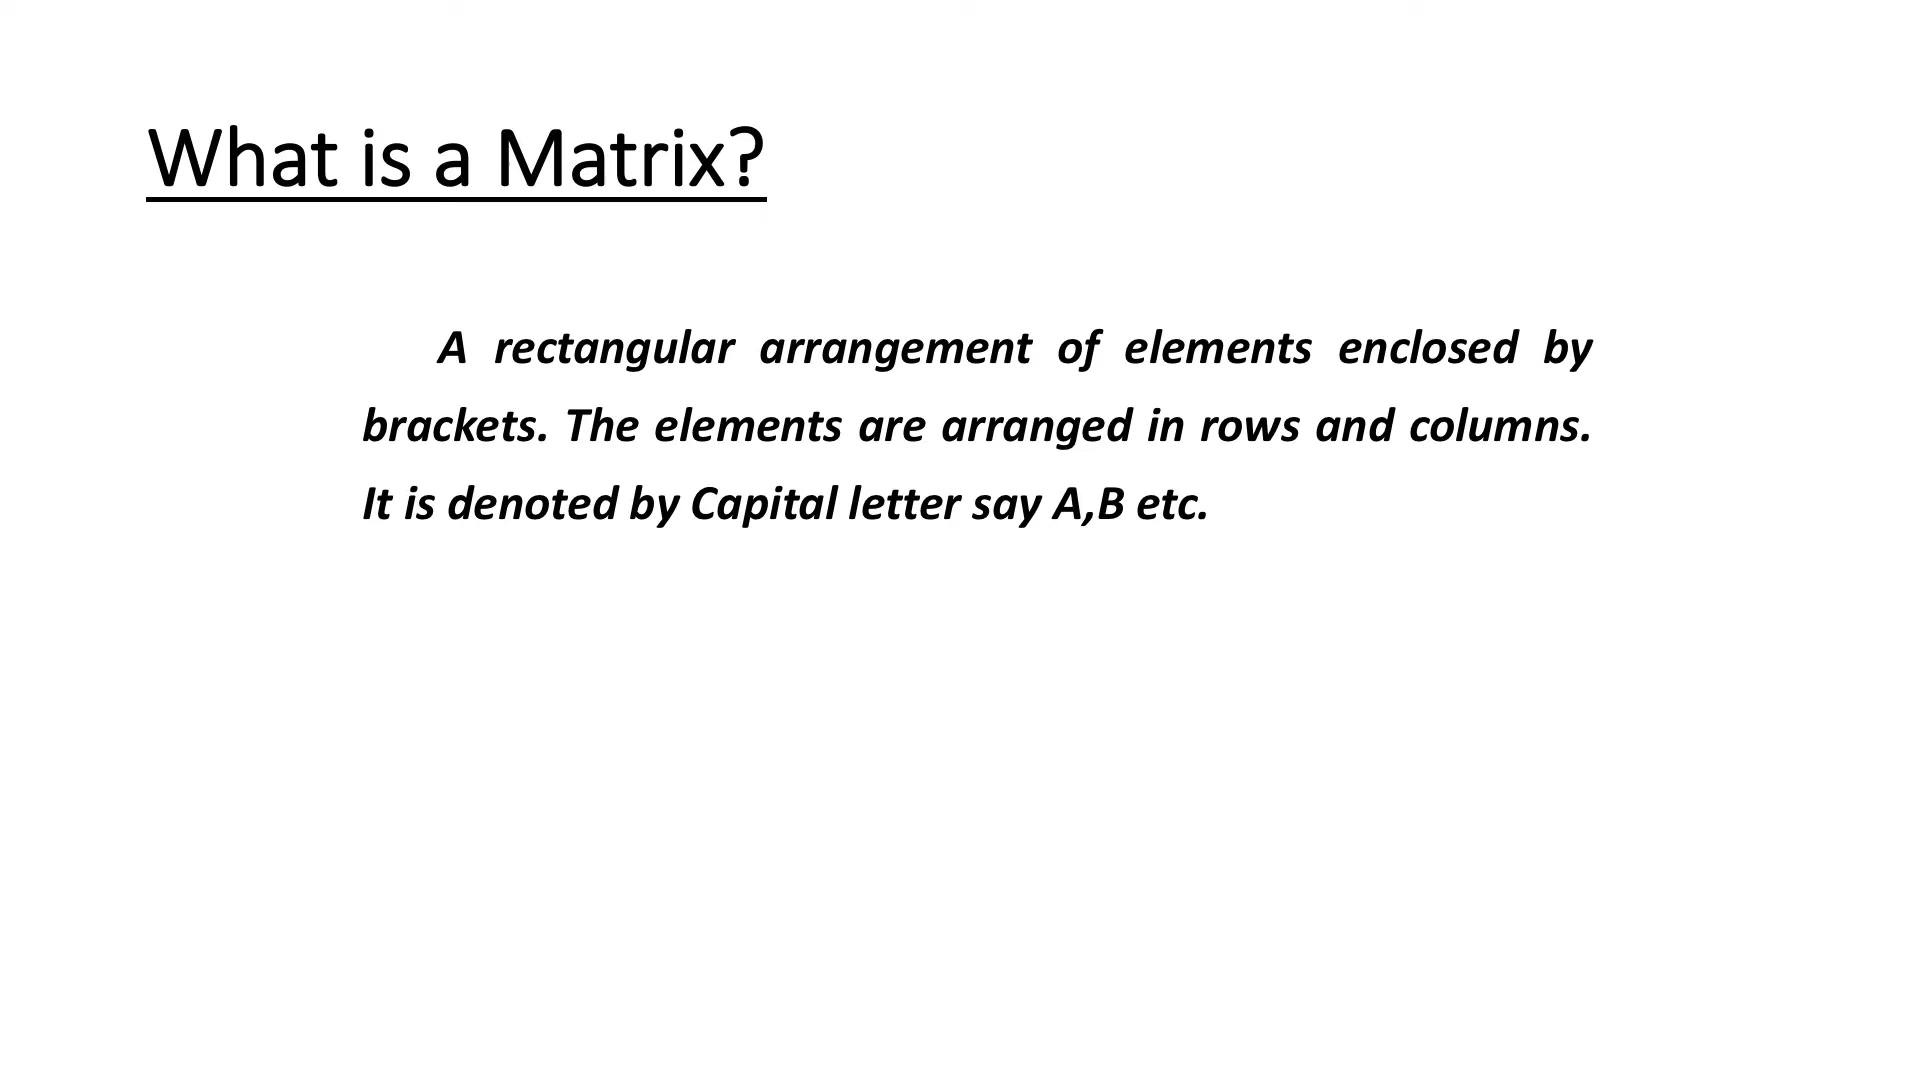 What is a Matrix?
A rectangular arrangement of elements enclosed by
brackets. The elements are arranged in rows and columns.
It is denoted by Capital letter say A,B etc.